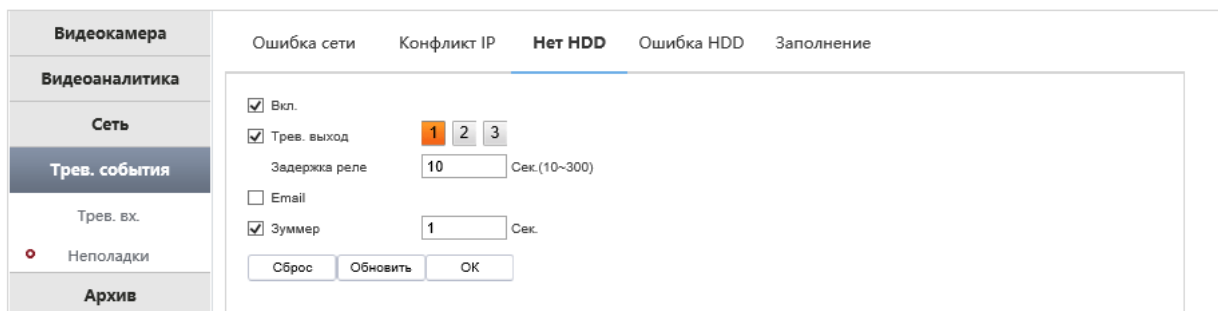 Видеокамера
Видеоаналитика
Сеть
Трев. события
Трев. вх.
Неполадки
Архив
Ошибка сети Конфликт IP Нет HDD Ошибка HDD Заполнение
Вкл.
Трев. выход 1 2 3
Задержка реле 10 Сек.(10~300)
Email
Зуммер 1 Сек.
Сброс Обновить OK